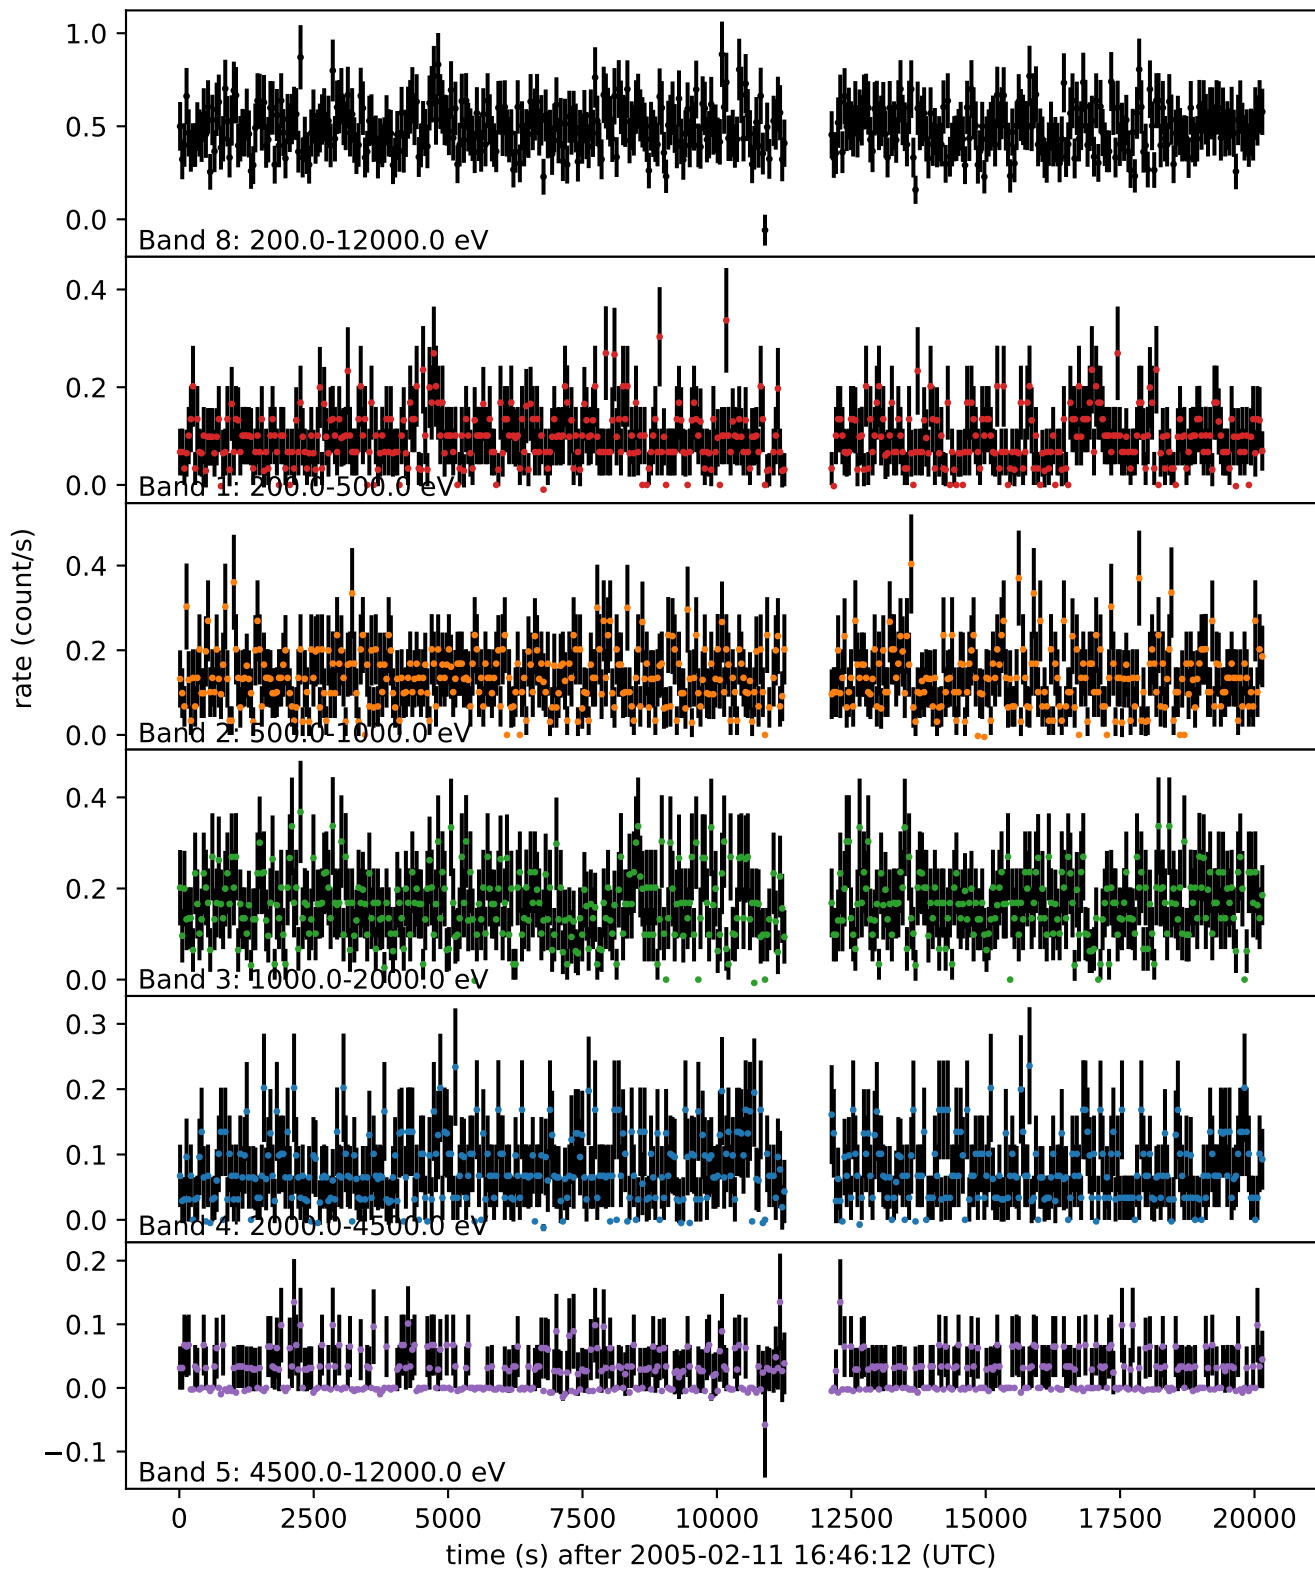 1.0
0.5
0.0
Band 8: 200.0-12000.0 eV
0.4
0.2
0.0
Band 1: 200.0-500.0 eV
0.4
0.2
0.0
Band 2: 500.0-1000.0 eV
rate (count/s)
0.4
0.2
0.0
Band 3: 1000.0-2000.0 eV
0.3
0.2
0.1
0.0
Band 4: 2000.0-4500.0 eV
0.2
0.1
0.0
−0.1
Band 5: 4500.0-12000.0 eV
0 2500 5000 7500 10000 12500 15000 17500 20000
time (s) after 2005-02-11 16:46:12 (UTC)